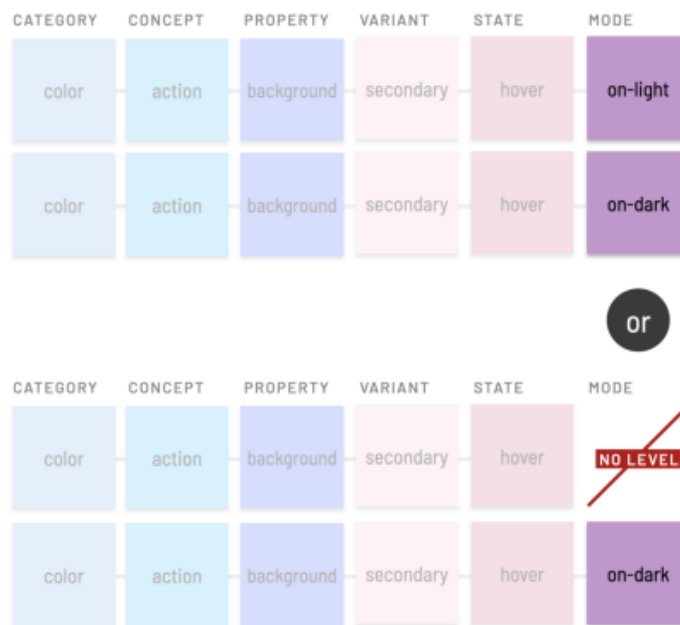 CATEGORY CONCEPT PROPERTY VARIANT STATE MODE
color action background secondary hover on-light
color action background secondary hover on-dark
or
CATEGORY CONCEPT PROPERTY VARIANT STATE MODE
color action background secondary hover NO LEVEL
color action background secondary hover on-dark